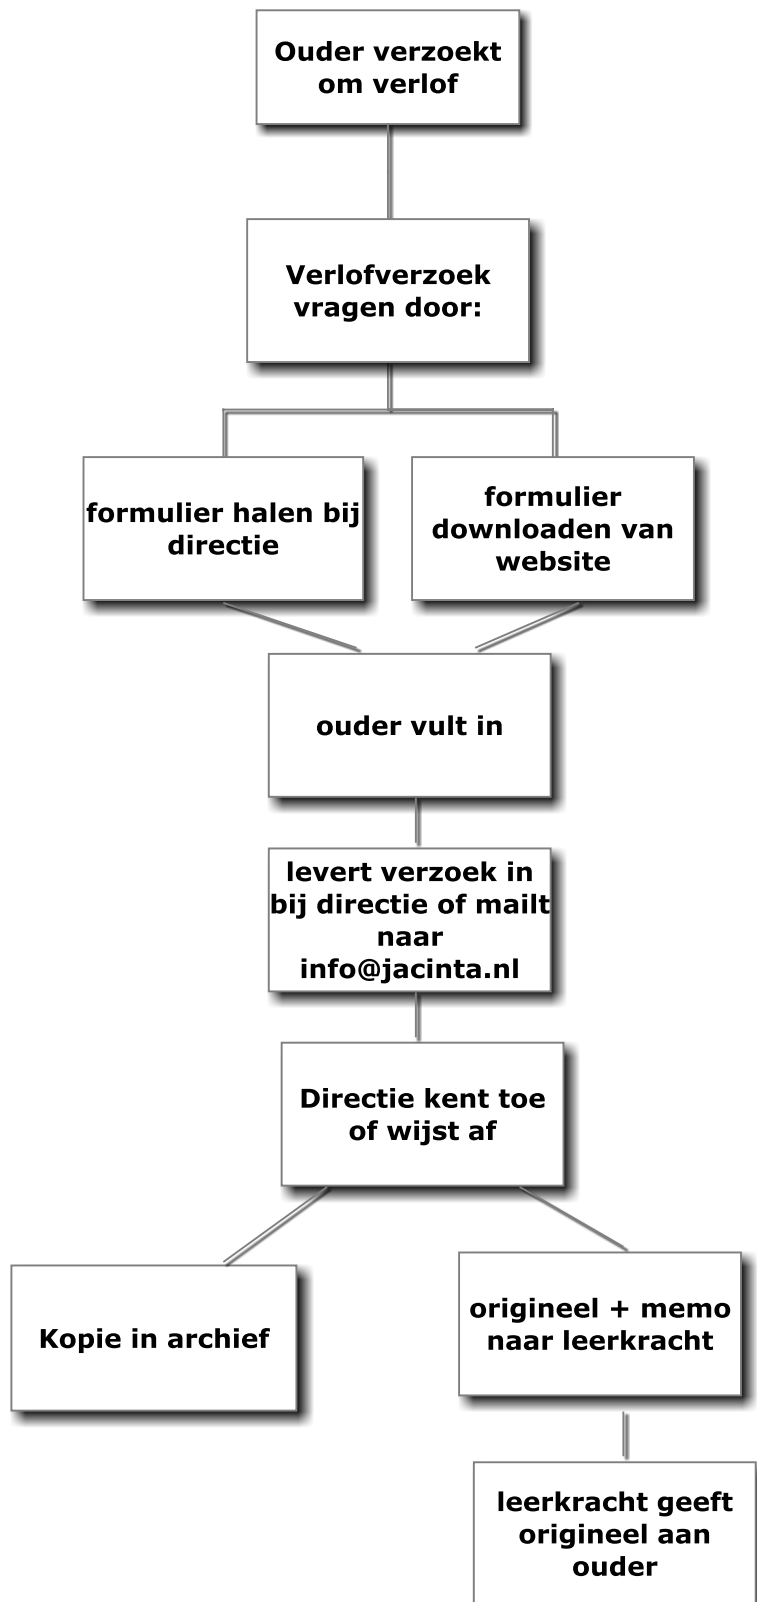 Ouder verzoekt
om verlof
Verlofverzoek
vragen door:
formulier halen bij
directie
formulier
downloaden van
website
ouder vult in
levert verzoek in
bij directie of mailt
naar
info@jacinta.nl
Directie kent toe
of wijst af
Kopie in archief
origineel + memo
naar leerkracht
leerkracht geeft
origineel aan
ouder